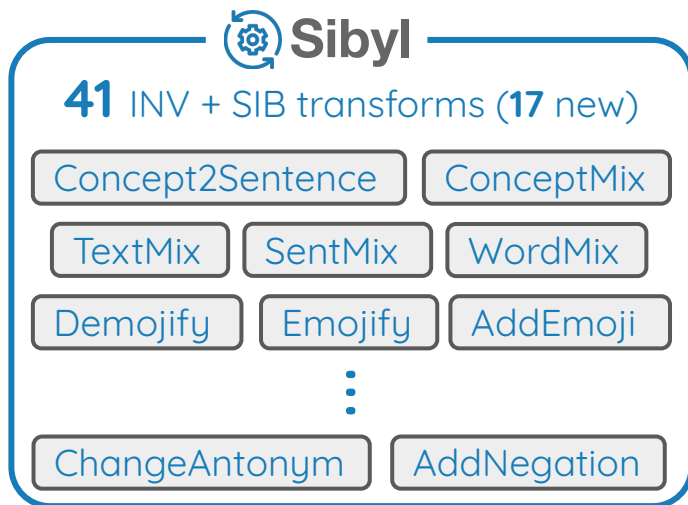 Sibyl
41 INV + SIB transforms (17 new)
Concept2Sentence ConceptMix
TextMix SentMix WordMix
Demojify Emojify AddEmoji
ChangeAntonym AddNegation